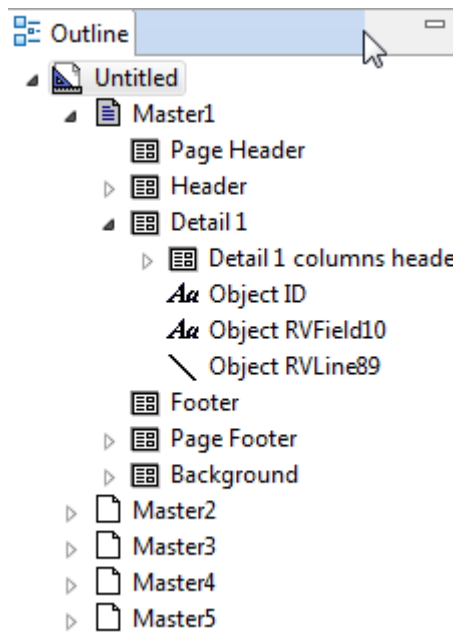 Outline
Untitled
Master1
Page Header
Header
Detail 1
Detail 1 columns heade
Object ID
Object RVField10
Object RVLine89
Footer
Page Footer
Background
Master2
Master3
Master4
Master5